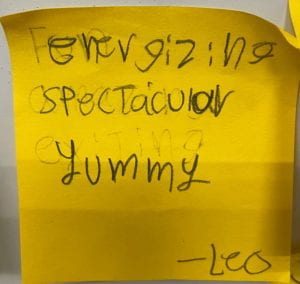 energizing
spectacular
yummy
-Leo